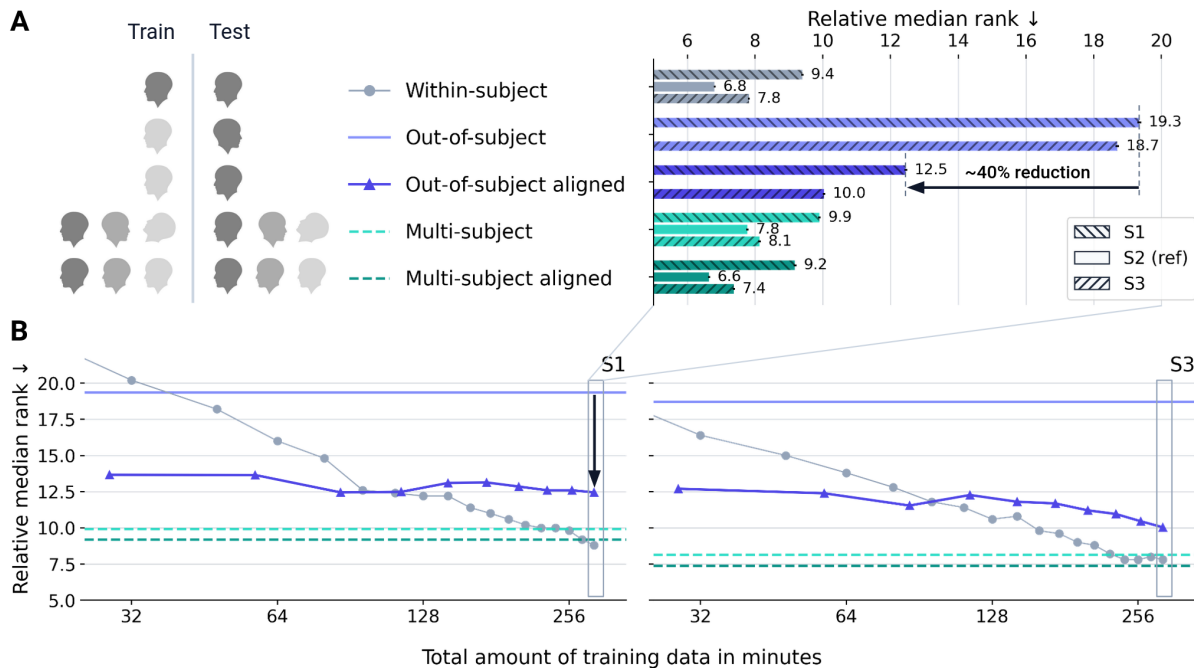 A
Train Test
Within-subject
Out-of-subject
Out-of-subject aligned
Multi-subject
Multi-subject aligned
Relative median rank ↓
6 8 10 12 14 16 18 20
9.4
6.8
7.8
19.3
18.7
12.5
~40% reduction
10.0
9.9
7.8
8.1
9.2
6.6
7.4
S1
S2 (ref)
S3
B
Relative median rank ↓
S1
20.0
17.5
15.0
12.5
10.0
7.5
5.0
32 64 128 256
S3
32 64 128 256
Total amount of training data in minutes